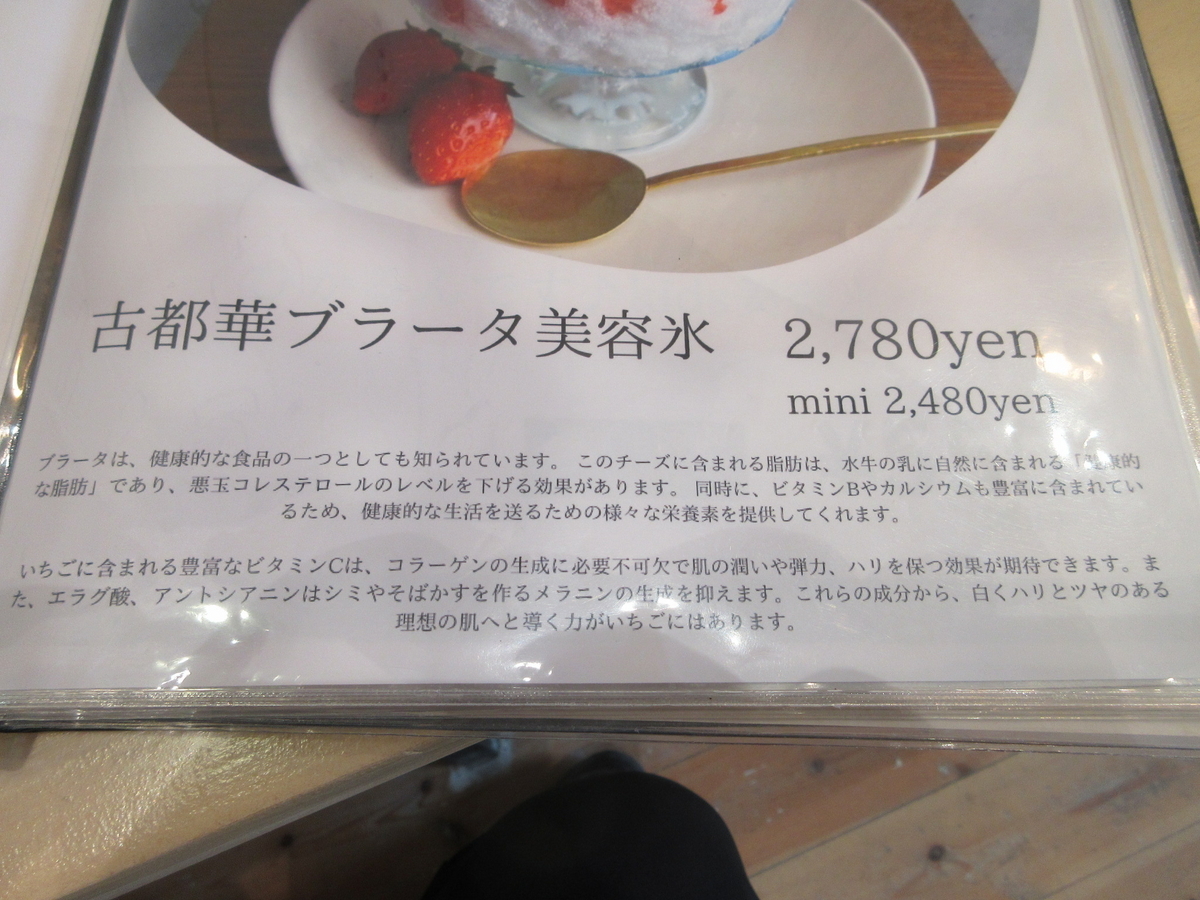 古都華ブラータ美容氷 2,780yen
mini 2,480yen
ブラータは、健康的な食品の一つとしても知られています。 このチーズに含まれる脂肪は、水牛の乳に自然に含まれる「健康的
な脂肪」であり、悪玉コレステロールのレベルを下げる効果があります。 同時に、ビタミンBやカルシウムも豊富に含まれてい
るため、健康的な生活を送るための様々な栄養素を提供してくれます。
いちごに含まれる豊富なビタミンCは、コラーゲンの生成に必要不可欠で肌の潤いや弾力、ハリを保つ効果が期待できます。ま
た、エラグ酸、アントシアニンはシミやそばかすを作るメラニンの生成を抑えます。これらの成分から、白くハリとツヤのある
理想の肌へと導く力がいちごにはあります。